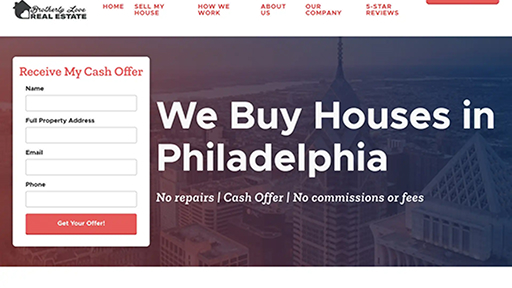 Brotherly Love
REAL ESTATE
HOME
SELL MY
HOUSE
HOW WE
WORK
ABOUT
US
OUR
COMPANY
5-STAR
REVIEWS
Receive My Cash Offer
Name
Full Property Address
Email
Phone
Get Your Offer!
We Buy Houses in
Philadelphia
No repairs | Cash Offer | No commissions or fees